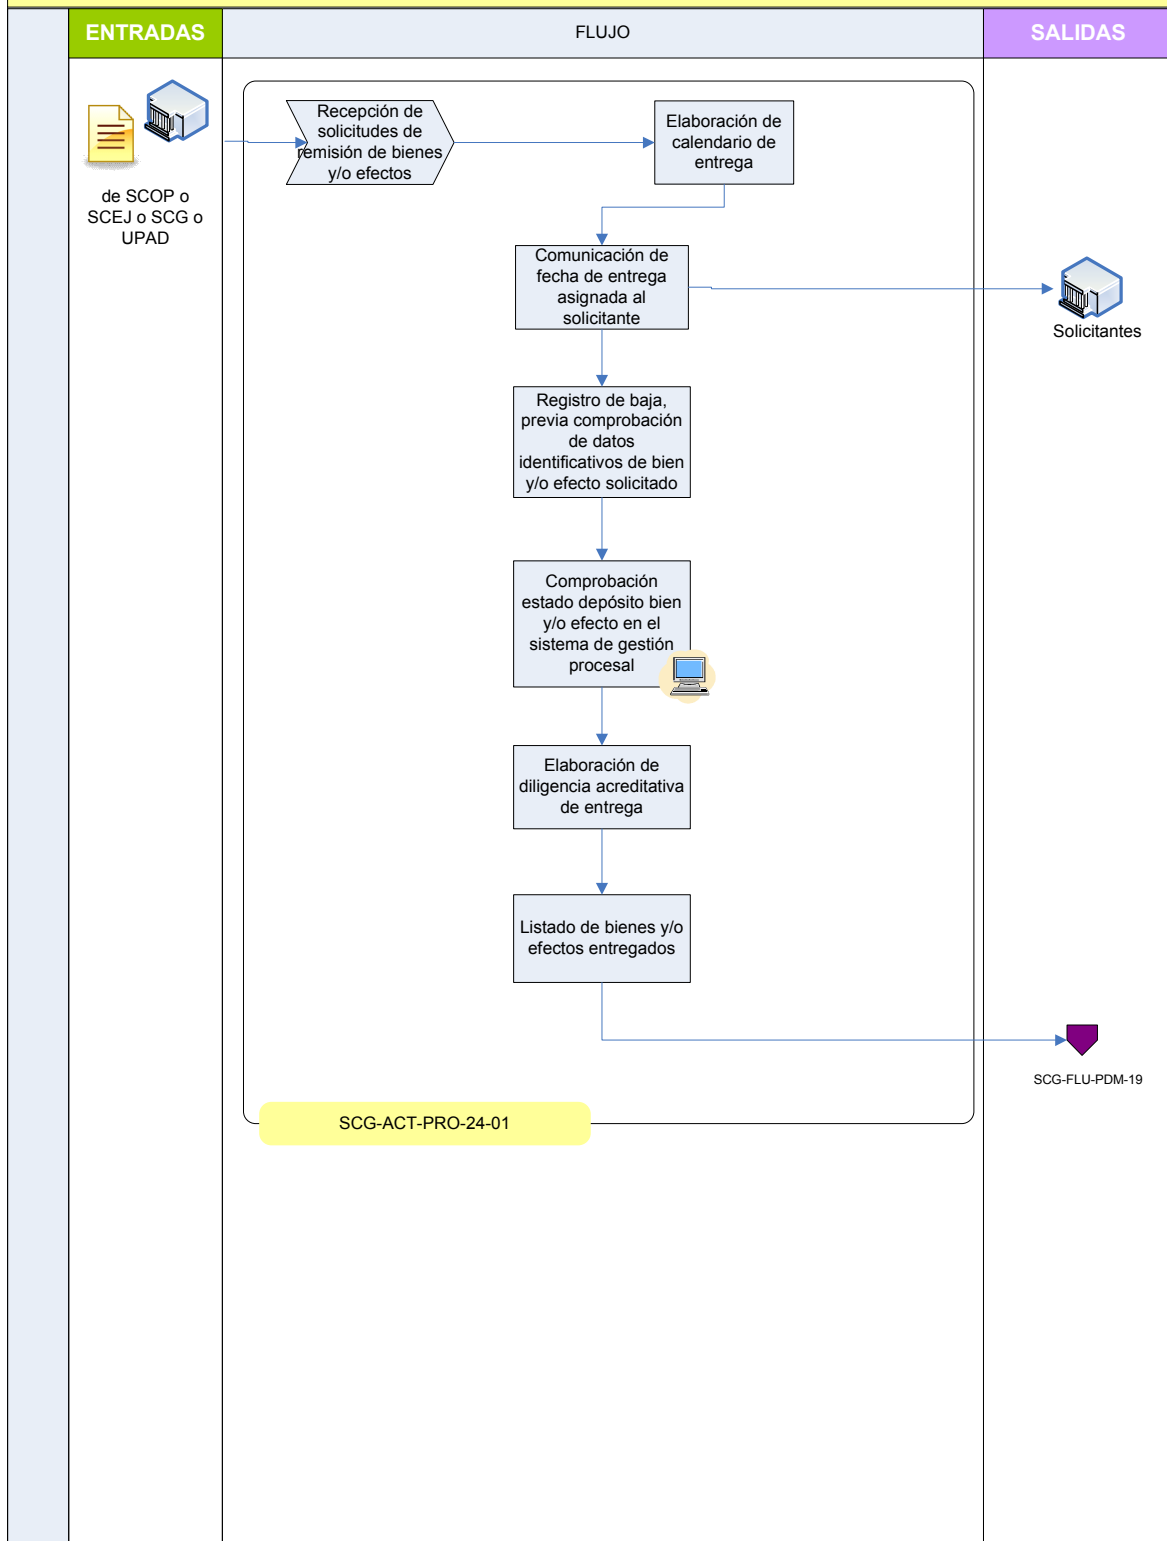 ENTRADAS
FLUJO
SALIDAS
de SCOP o
SCEJ o SCG o
UPAD
Recepción de
solicitudes de
remisión de bienes
y/o efectos
Elaboración de
calendario de
entrega
Comunicación de
fecha de entrega
asignada al
solicitante
Solicitantes
Registro de baja,
previa comprobación
de datos
identificativos de bien
y/o efecto solicitado
Comprobación
estado depósito bien
y/o efecto en el
sistema de gestión
procesal
Elaboración de
diligencia acreditativa
de entrega
Listado de bienes y/o
efectos entregados
SCG-FLU-PDM-19
SCG-ACT-PRO-24-01